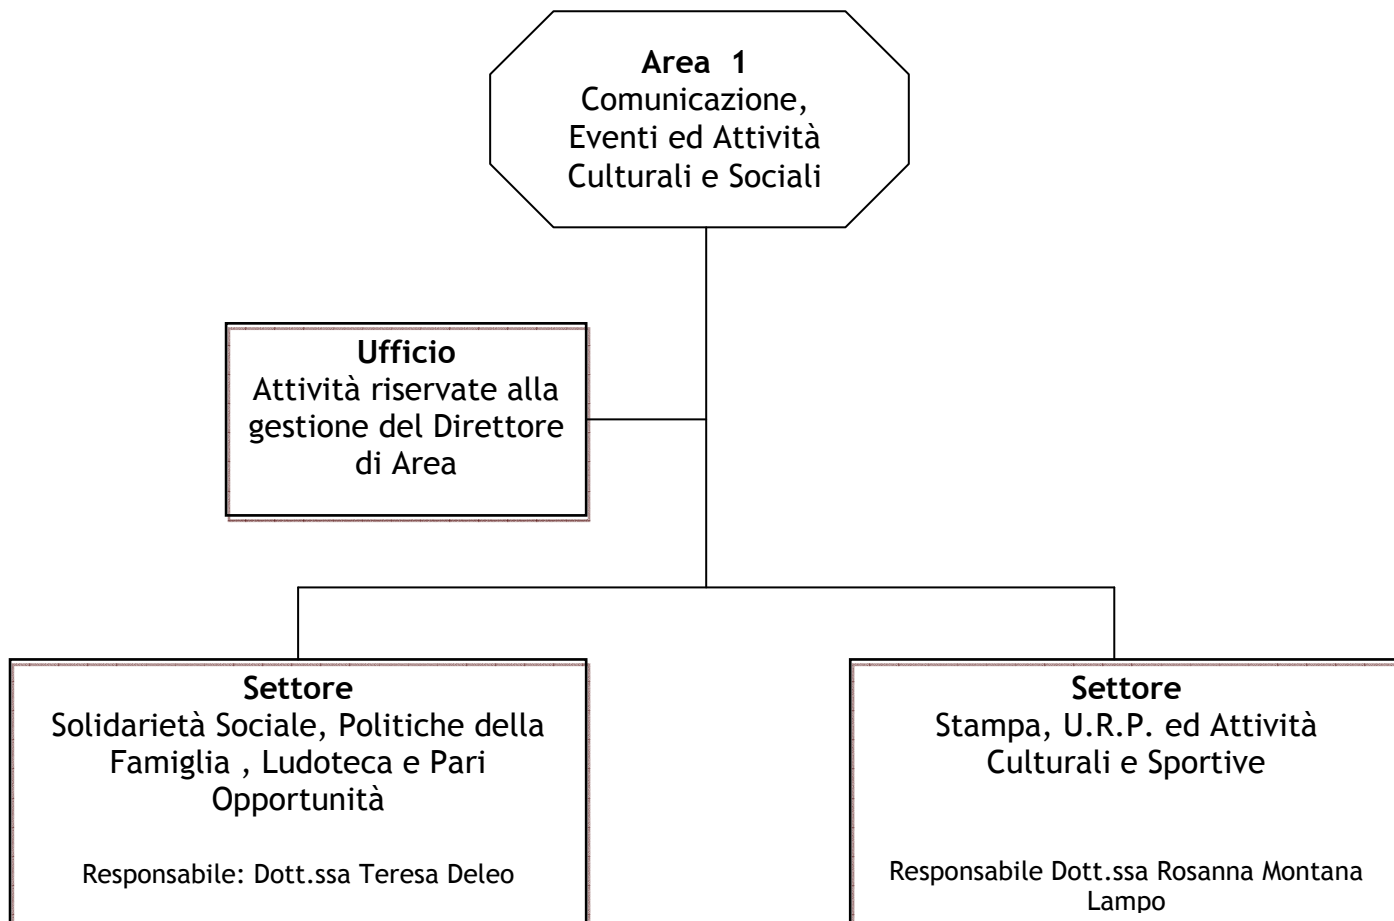 Area 1
Comunicazione,
Eventi ed Attività
Culturali e Sociali
Ufficio
Attività riservate alla
gestione del Direttore
di Area
Settore
Solidarietà Sociale, Politiche della
Famiglia , Ludoteca e Pari
Opportunità
Responsabile: Dott.ssa Teresa Deleo
Settore
Stampa, U.R.P. ed Attività
Culturali e Sportive
Responsabile Dott.ssa Rosanna Montana
Lampo